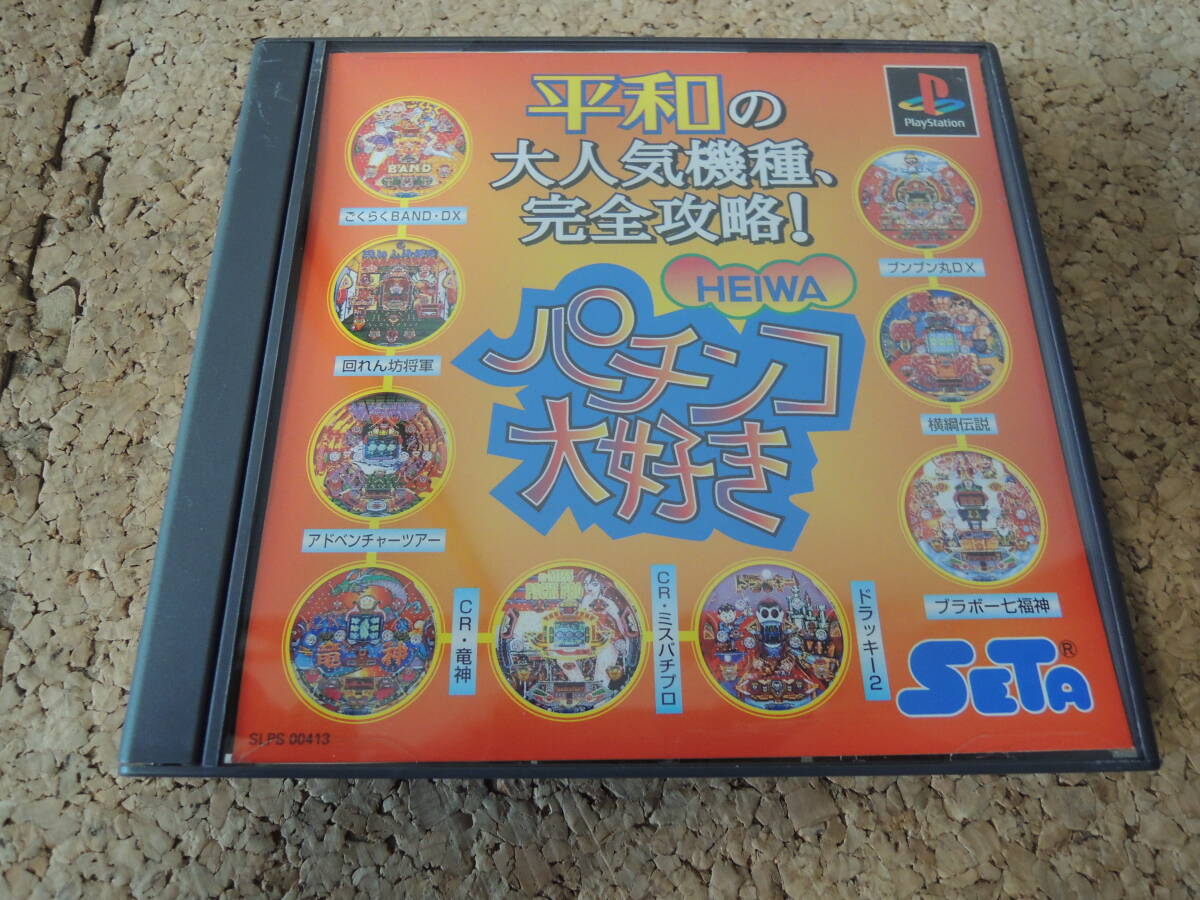 平和の
大人気機種、
完全攻略!
PlayStation
HEIWA
パチンコ
大好き
BAND
ごくらくBAND・DX
回れん坊将軍
アドベンチャーツアー
竜神
CR・竜神
CR・ミスパチプロ
ドラッキー2
ブンブン丸DX
横綱伝説
ブラボー七福神
SETA®
SLPS 00413